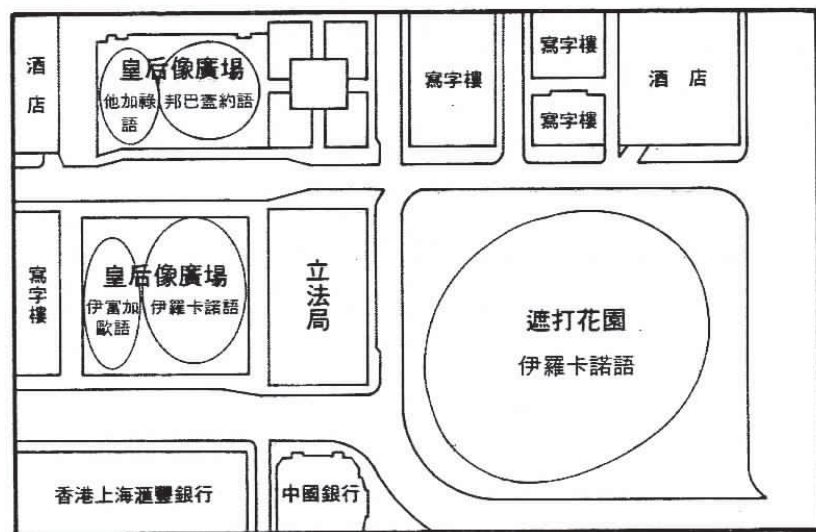 酒店
皇后像廣場
他加祿語
邦巴盞約語
寫字樓
寫字樓
寫字樓
酒店
寫字樓
皇后像廣場
伊富加歐語
伊羅卡諾語
立法局
遮打花園
伊羅卡諾語
香港上海滙豐銀行
中國銀行